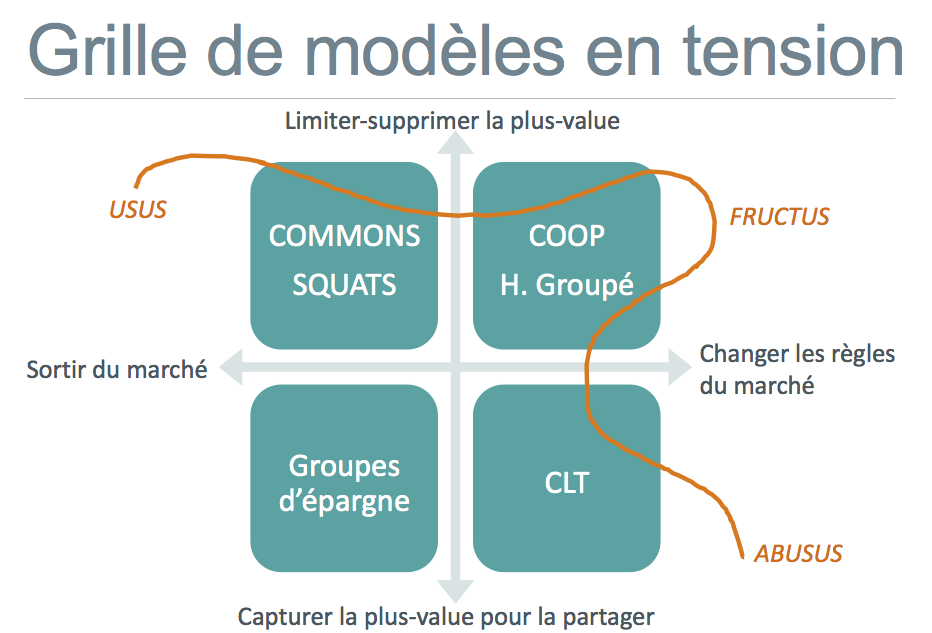 Grille de modèles en tension
Limiter-supprimer la plus-value
USUS
FRUCTUS
COMMONS
SQUATS
COOP
H. Groupé
Sortir du marché
Changer les règles
du marché
Groupes
d'épargne
CLT
ABUSUS
Capturer la plus-value pour la partager